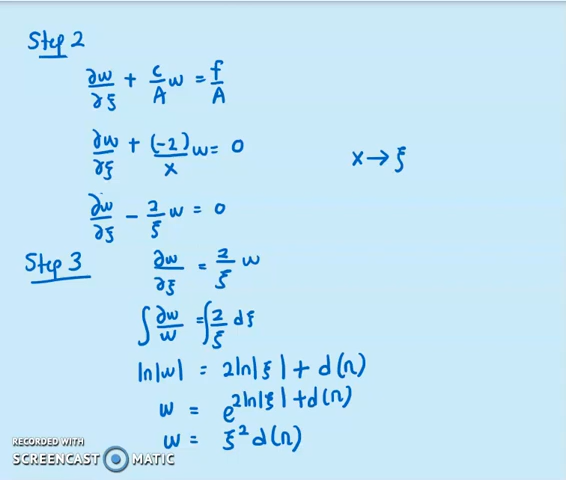 Step 2
∂w/∂ξ + c/A w = f/A
∂w/∂ξ + (-2)/x w = 0
x → ξ
∂w/∂ξ - 2/ξ w = 0
Step 3
∂w/∂ξ = 2/ξ w
∫ ∂w/w = ∫ 2/ξ dξ
ln|w| = 2ln|ξ| + d(n)
w = e^{2ln|ξ| + d(n)}
w = ξ² d(n)
RECORDED WITH
SCREENCAST MATIC